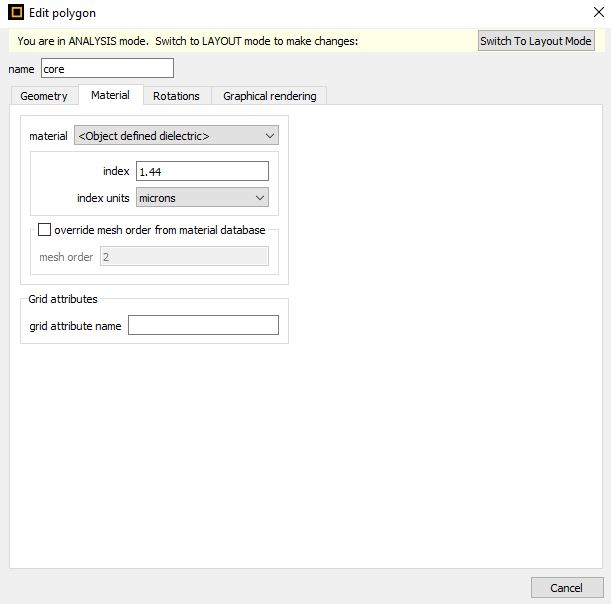 Edit polygon
You are in ANALYSIS mode. Switch to LAYOUT mode to make changes:
Switch To Layout Mode
name core
Geometry Material Rotations Graphical rendering
material <Object defined dielectric>
index 1.44
index units microns
override mesh order from material database
mesh order 2
Grid attributes
grid attribute name
Cancel